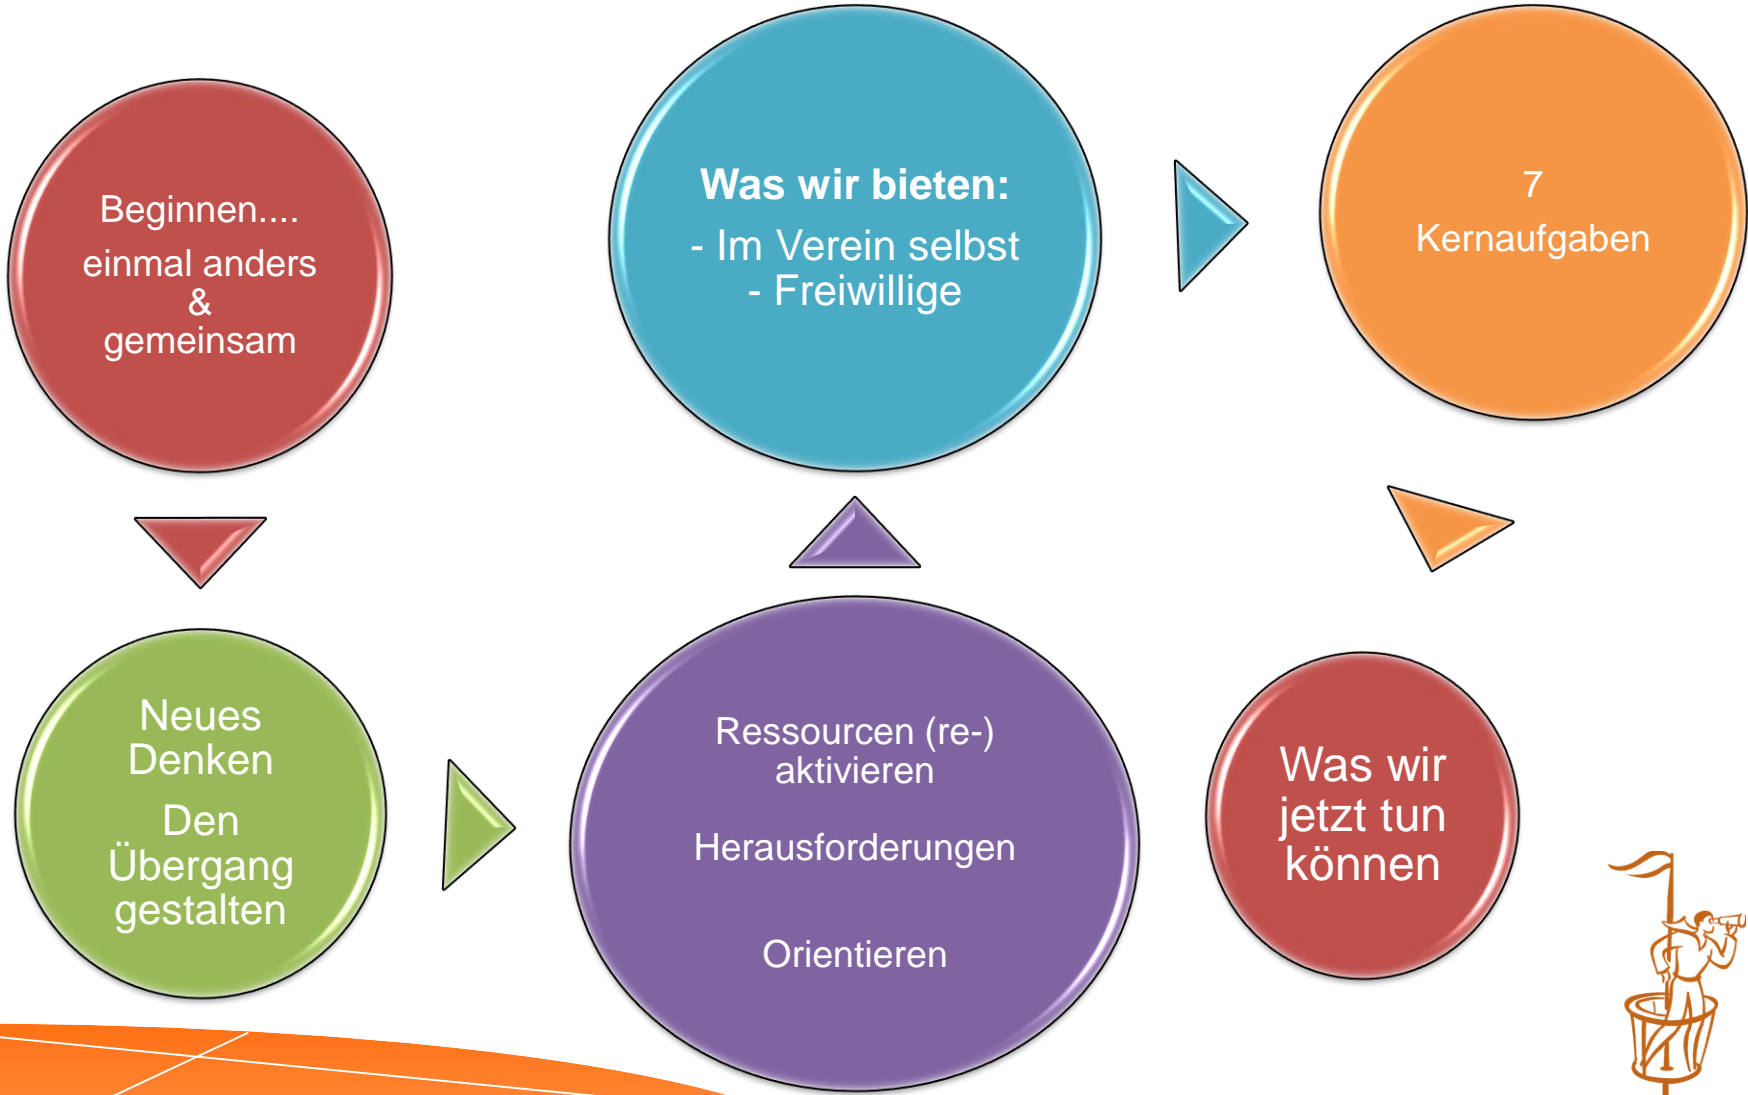 Beginnen....
einmal anders
&
gemeinsam
Neues
Denken
Den
Übergang
gestalten
Ressourcen (re-)
aktivieren
Herausforderungen
Orientieren
Was wir bieten:
- Im Verein selbst
- Freiwillige
7
Kernaufgaben
Was wir
jetzt tun
können